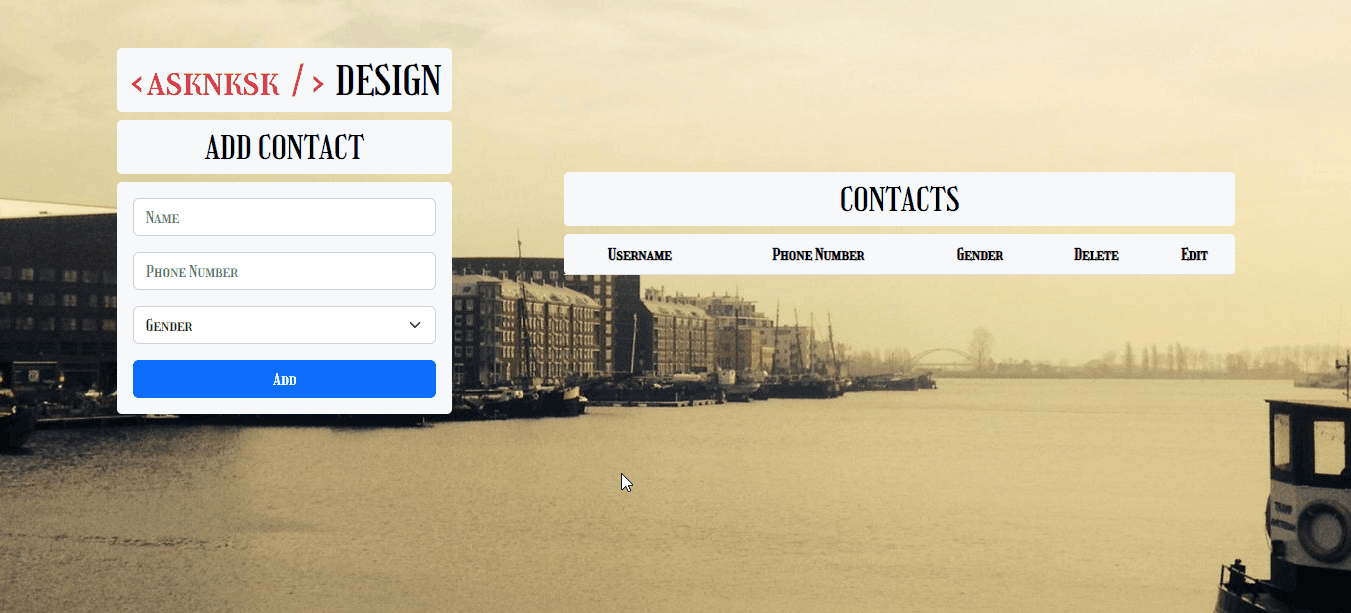 <ASKNKSK / > DESIGN
ADD CONTACT
Name
Phone Number
Gender
Add
CONTACTS
Username Phone Number Gender Delete Edit